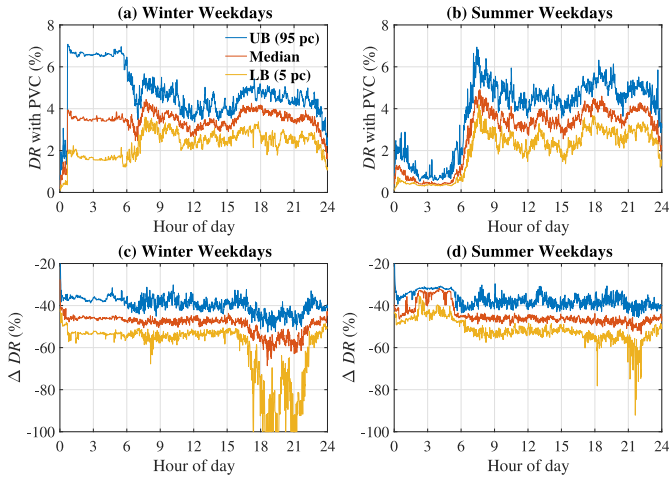 (a) Winter Weekdays
8
6
4
2
0
DR with PVC (%)
UB (95 pc)
Median
LB (5 pc)
0 3 6 9 12 15 18 21 24
Hour of day
(b) Summer Weekdays
8
6
4
2
0
DR with PVC (%)
0 3 6 9 12 15 18 21 24
Hour of day
(c) Winter Weekdays
-20
-40
-60
-80
-100
Δ DR (%)
0 3 6 9 12 15 18 21 24
Hour of day
(d) Summer Weekdays
-20
-40
-60
-80
-100
Δ DR (%)
0 3 6 9 12 15 18 21 24
Hour of day